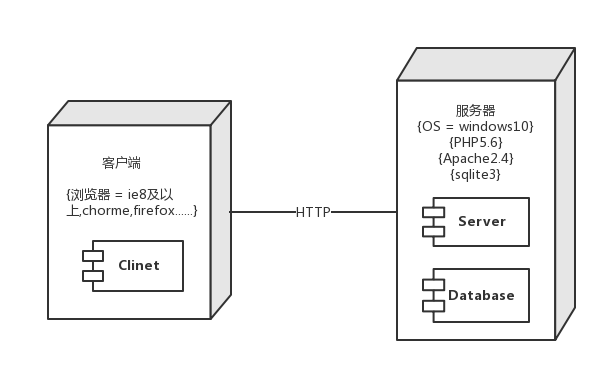 客户端
{浏览器 = ie8及以
上,chorme,firefox......}
Clinet
HTTP
服务器
{OS = windows10}
{PHP5.6}
{Apache2.4}
{sqlite3}
Server
Database